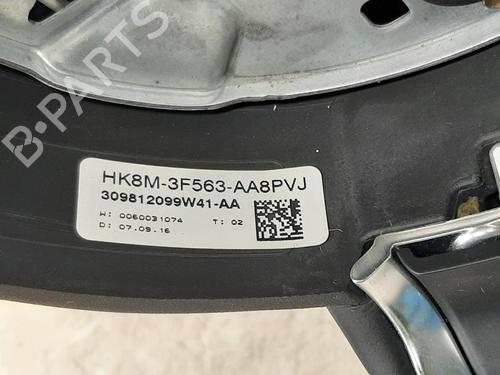 B-PARTS
HK8M-3F563-AA8PVJ
309812099W41-AA
W: 0060031074 T: 02
D: 07.09.16